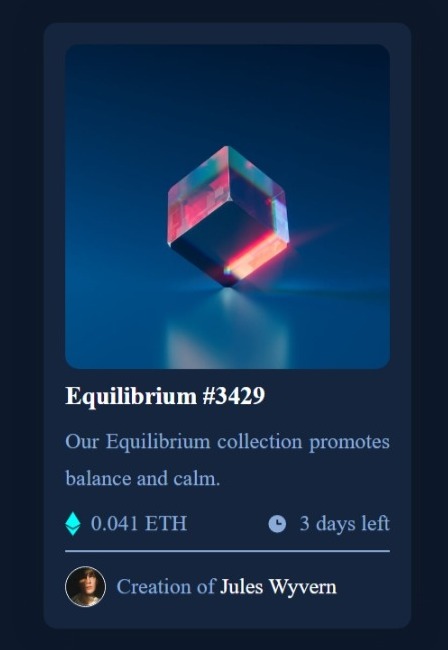 Equilibrium #3429
Our Equilibrium collection promotes
balance and calm.
0.041 ETH 3 days left
Creation of Jules Wyvern